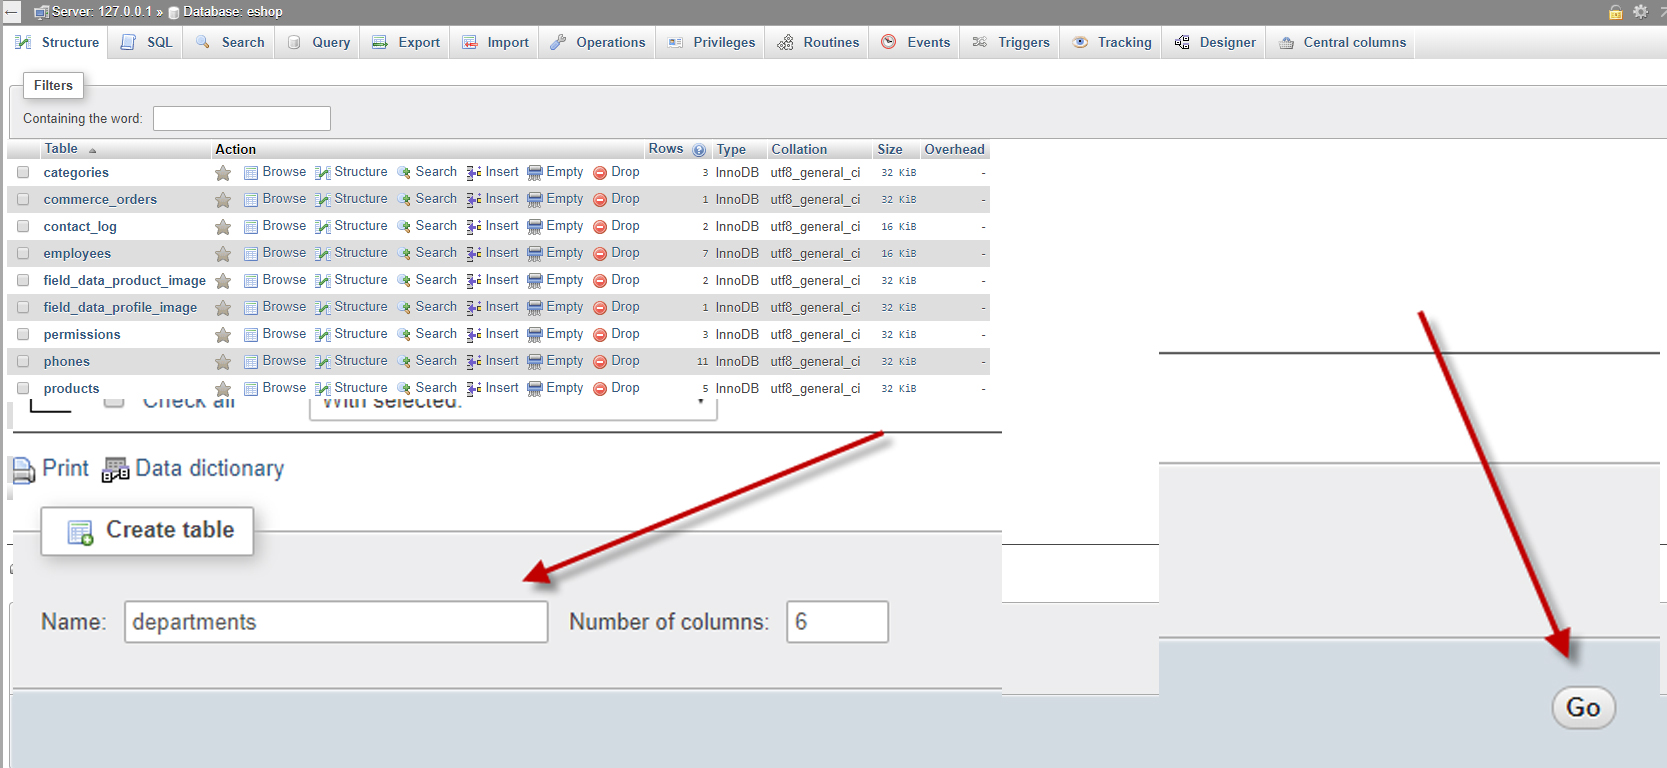 Server: 127.0.0.1 » Database: eshop
Structure SQL Search Query Export Import Operations Privileges Routines Events Triggers Tracking Designer Central columns
Filters
Containing the word:
Table Action Rows Type Collation Size Overhead
categories Browse Structure Search Insert Empty Drop 3 InnoDB utf8_general_ci 32 KiB -
commerce_orders Browse Structure Search Insert Empty Drop 1 InnoDB utf8_general_ci 32 KiB -
contact_log Browse Structure Search Insert Empty Drop 2 InnoDB utf8_general_ci 16 KiB -
employees Browse Structure Search Insert Empty Drop 7 InnoDB utf8_general_ci 16 KiB -
field_data_product_image Browse Structure Search Insert Empty Drop 2 InnoDB utf8_general_ci 32 KiB -
field_data_profile_image Browse Structure Search Insert Empty Drop 1 InnoDB utf8_general_ci 32 KiB -
permissions Browse Structure Search Insert Empty Drop 3 InnoDB utf8_general_ci 32 KiB -
phones Browse Structure Search Insert Empty Drop 11 InnoDB utf8_general_ci 32 KiB -
products Browse Structure Search Insert Empty Drop 5 InnoDB utf8_general_ci 32 KiB -
Check all With selected:
Print Data dictionary
Create table
Name: departments Number of columns: 6
Go